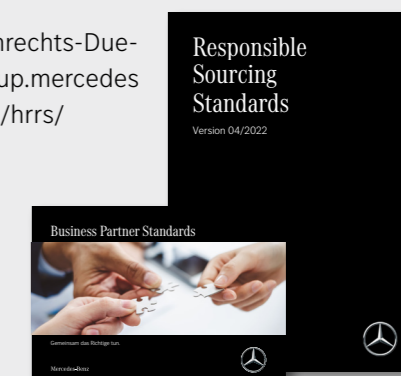 nrechts-Due-
up.mercedes
/hrrs/
Responsible
Sourcing
Standards
Version 04/2022
Business Partner Standards
Gemeinsam das Richtige tun.
Mercedes-Benz